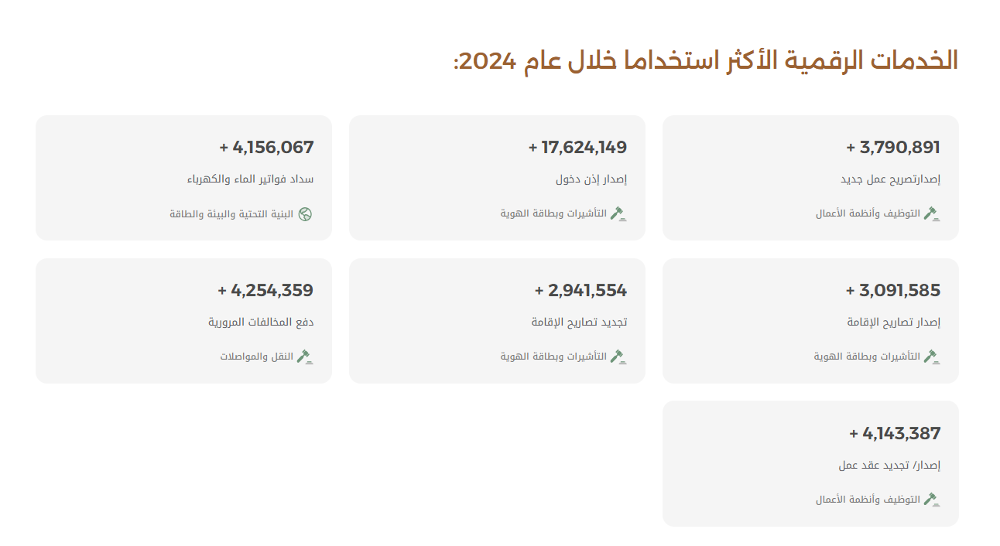 الخدمات الرقمية الأكثر استخداما خلال عام 2024:
3,790,891 +
إصدارتصريح عمل جديد
التوظيف وأنظمة الأعمال
17,624,149 +
إصدار إذن دخول
التأشيرات وبطاقة الهوية
4,156,067 +
سداد فواتير الماء والكهرباء
البنية التحتية والبيئة والطاقة
3,091,585 +
إصدار تصاريح الإقامة
التأشيرات وبطاقة الهوية
2,941,554 +
تجديد تصاريح الإقامة
التأشيرات وبطاقة الهوية
4,254,359 +
دفع المخالفات المرورية
النقل والمواصلات
4,143,387 +
إصدار/ تجديد عقد عمل
التوظيف وأنظمة الأعمال